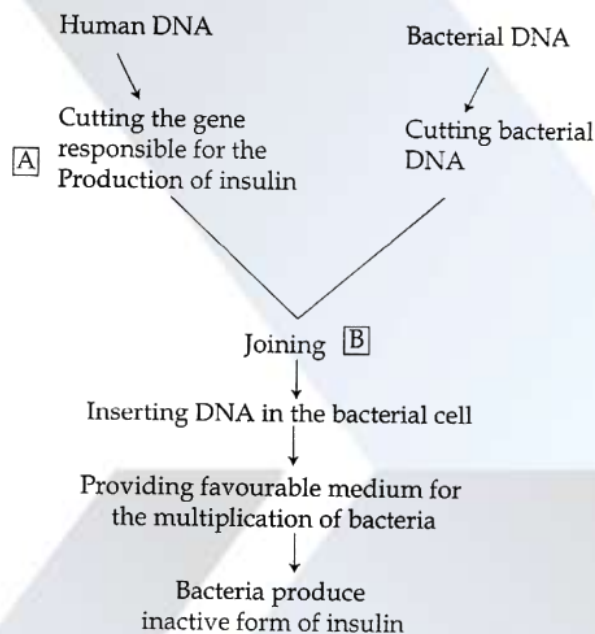 Human DNA
Bacterial DNA
Cutting the gene
responsible for the
Production of insulin
A
Cutting bacterial
DNA
Joining B
Inserting DNA in the bacterial cell
Providing favourable medium for
the multiplication of bacteria
Bacteria produce
inactive form of insulin